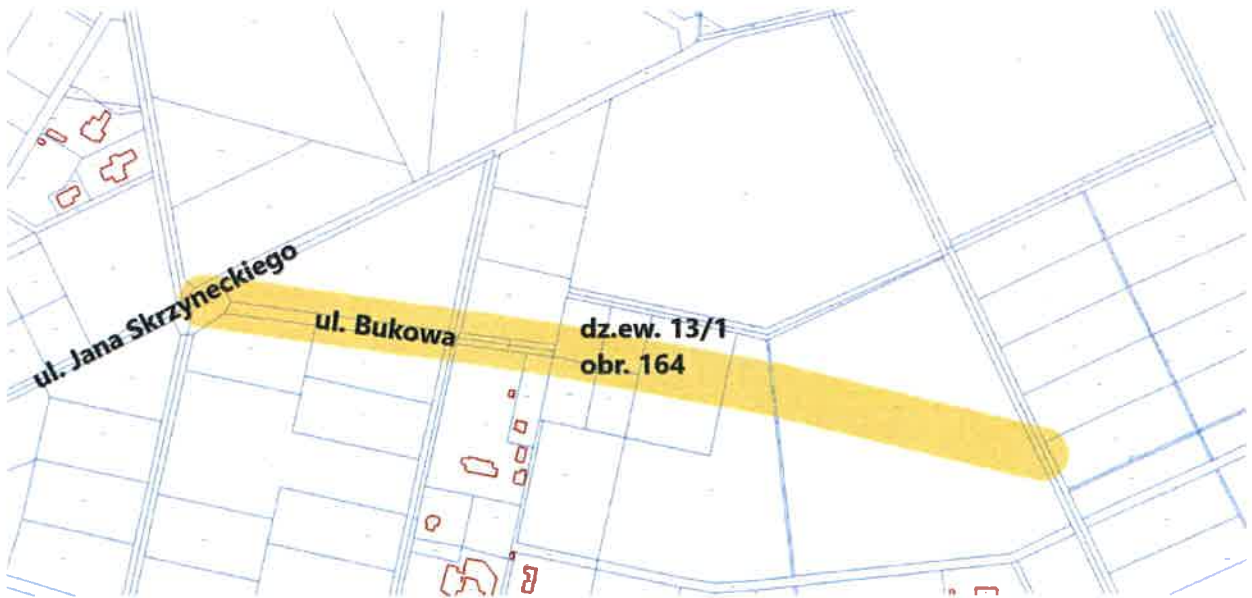 ul. Jana Skrzyneckiego
ul. Bukowa
dz.ew. 13/1
obr. 164